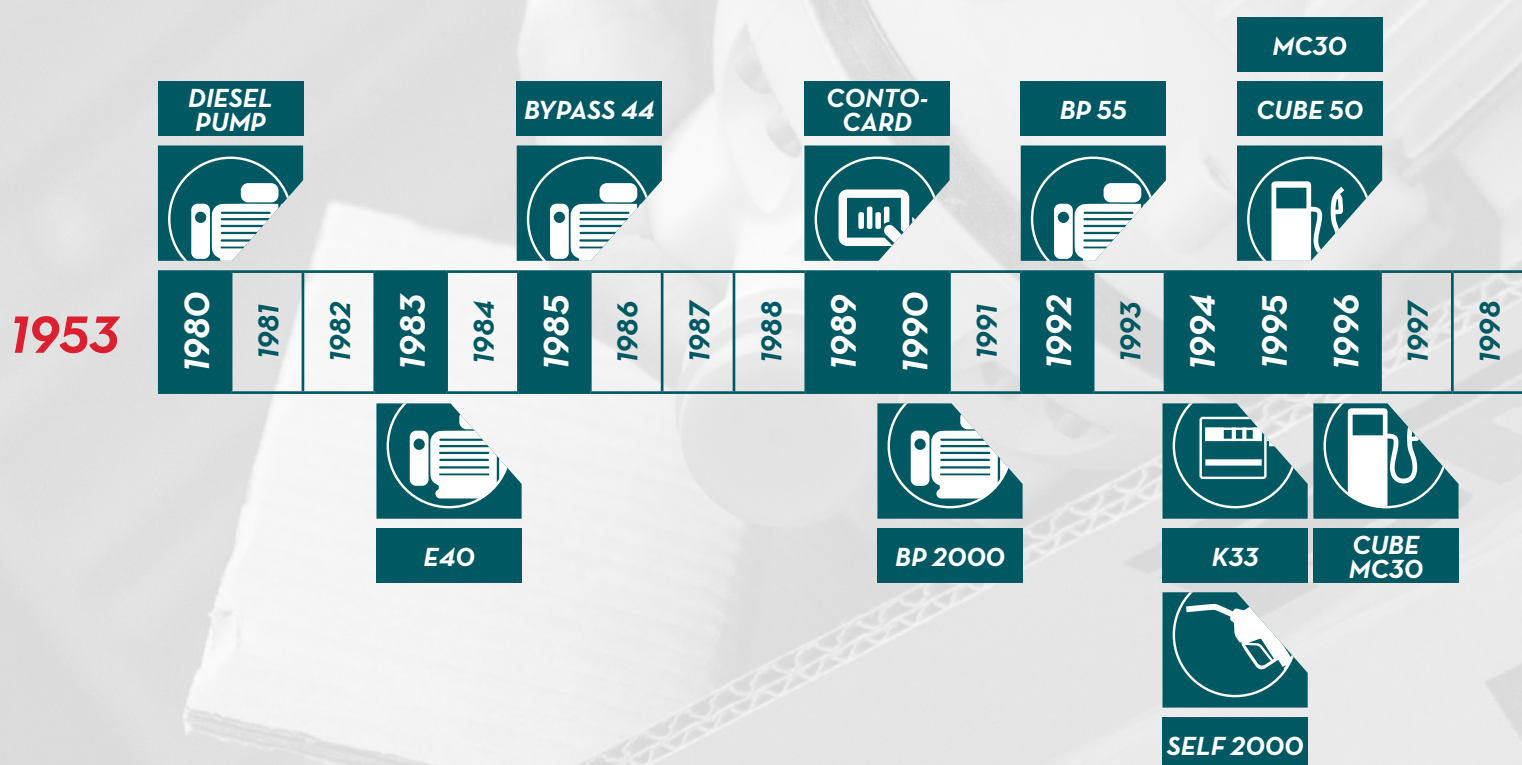 MC30
DIESEL
PUMP
BYPASS 44
CONTO-
CARD
BP 55
CUBE 50
1953
1980
1981
1982
1983
1984
1985
1986
1987
1988
1989
1990
1991
1992
1993
1994
1995
1996
1997
1998
E40
BP 2000
K33
CUBE
MC30
SELF 2000